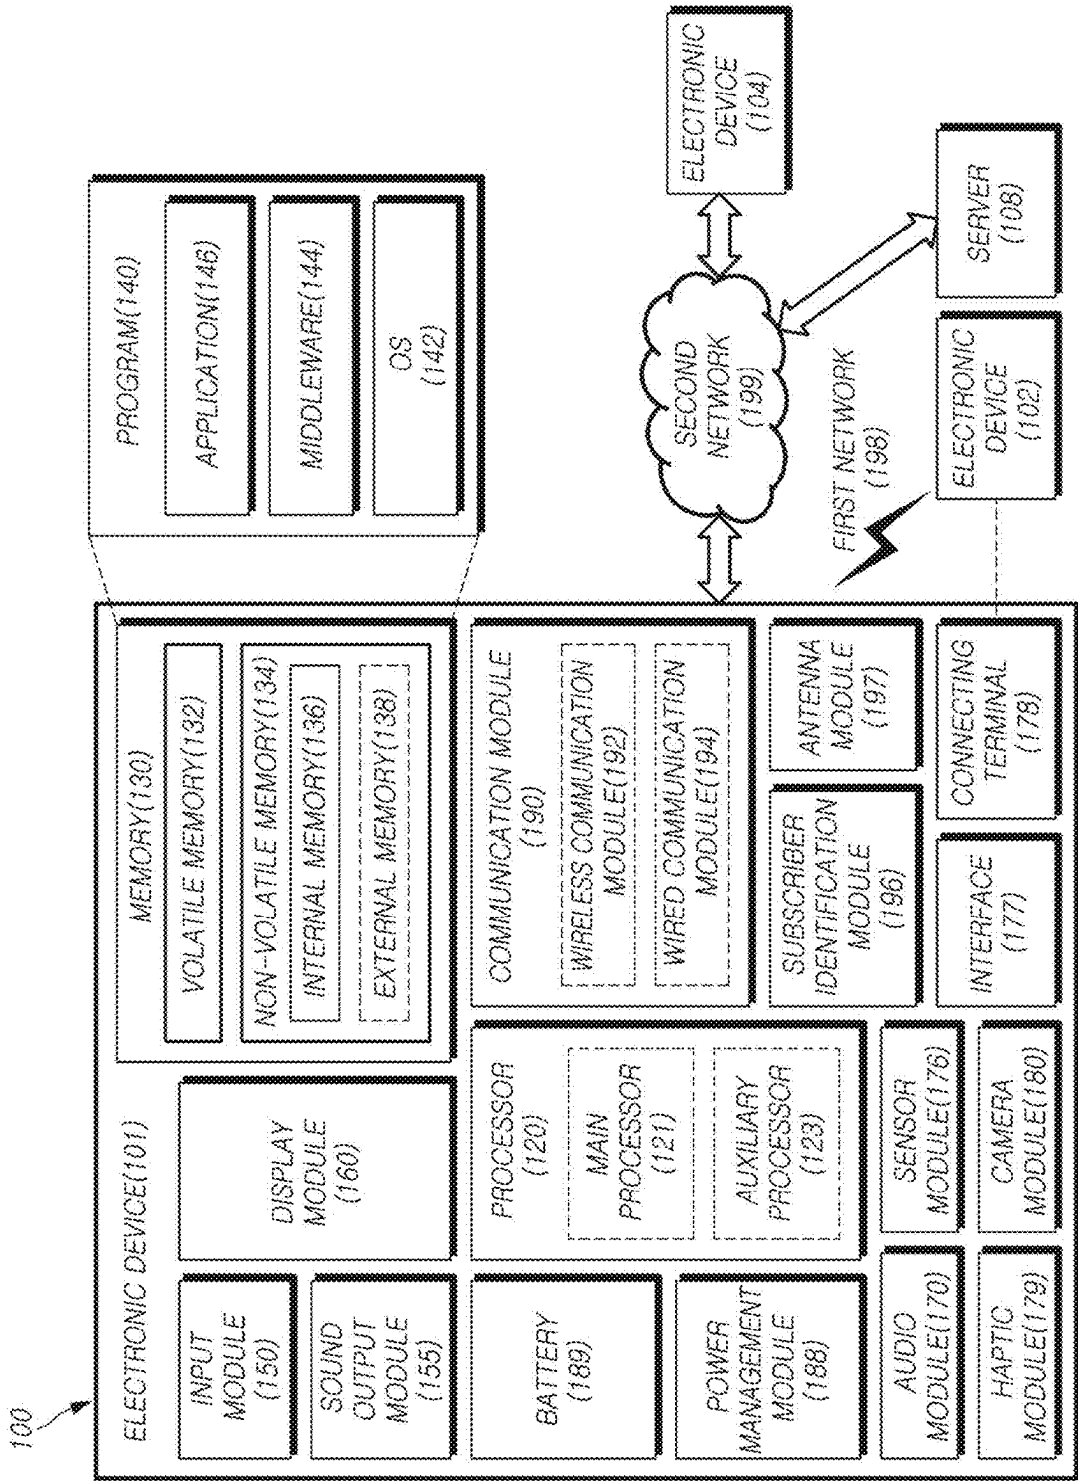 100
ELECTRONIC DEVICE(101)
INPUT
MODULE
(150)
SOUND
OUTPUT
MODULE
(155)
DISPLAY
MODULE
(160)
MEMORY(130)
VOLATILE MEMORY(132)
NON-VOLATILE MEMORY(134)
INTERNAL MEMORY(136)
EXTERNAL MEMORY(138)
PROGRAM(140)
APPLICATION(146)
MIDDLEWARE(144)
OS
(142)
BATTERY
(189)
POWER
MANAGEMENT
MODULE
(188)
PROCESSOR
(120)
MAIN
PROCESSOR
(121)
AUXILIARY
PROCESSOR
(123)
COMMUNICATION MODULE
(190)
WIRELESS COMMUNICATION
MODULE(192)
WIRED COMMUNICATION
MODULE(194)
SUBSCRIBER
IDENTIFICATION
MODULE
(196)
ANTENNA
MODULE
(197)
AUDIO
MODULE(170)
SENSOR
MODULE(176)
INTERFACE
(177)
CONNECTING
TERMINAL
(178)
HAPTIC
MODULE(179)
CAMERA
MODULE(180)
SECOND
NETWORK
(199)
ELECTRONIC
DEVICE
(104)
FIRST NETWORK
(198)
ELECTRONIC
DEVICE
(102)
SERVER
(108)